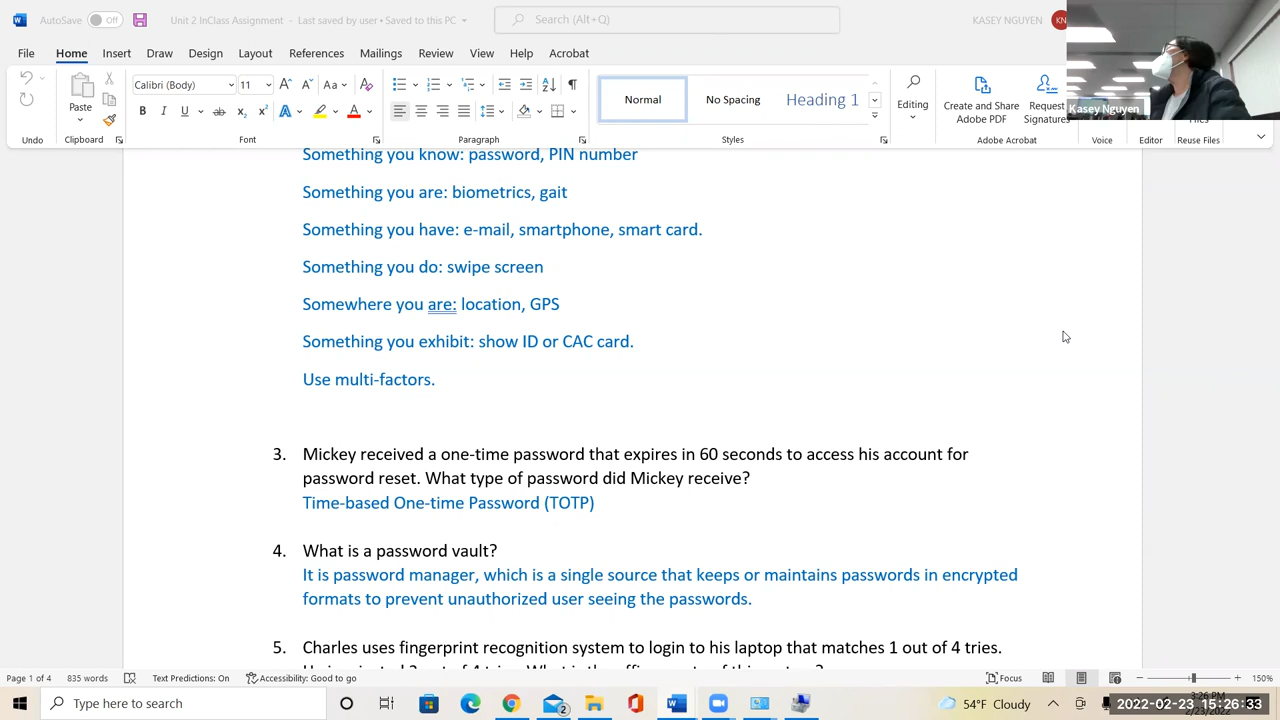 AutoSave Off Unit 2 InClass Assignment - Last saved by user • Saved to this PC Search (Alt+Q) KASEY NGUYEN KN
File Home Insert Draw Design Layout References Mailings Review View Help Acrobat
Calibri (Body) 11 Aa Normal No Spacing Heading 1
Paste Editing Create and Share Adobe PDF Request Signatures
Kasey Nguyen
Undo Clipboard Font Paragraph Styles Adobe Acrobat Voice Editor Reuse Files
Something you know: password, PIN number
Something you are: biometrics, gait
Something you have: e-mail, smartphone, smart card.
Something you do: swipe screen
Somewhere you are: location, GPS
Something you exhibit: show ID or CAC card.
Use multi-factors.
3. Mickey received a one-time password that expires in 60 seconds to access his account for
password reset. What type of password did Mickey receive?
Time-based One-time Password (TOTP)
4. What is a password vault?
It is password manager, which is a single source that keeps or maintains passwords in encrypted
formats to prevent unauthorized user seeing the passwords.
5. Charles uses fingerprint recognition system to login to his laptop that matches 1 out of 4 tries.
Page 1 of 4 835 words Text Predictions: On Accessibility: Good to go Focus 150%
Type here to search 2 54°F Cloudy 3:26 PM
2022-02-23 15:26:33
2/23/2022